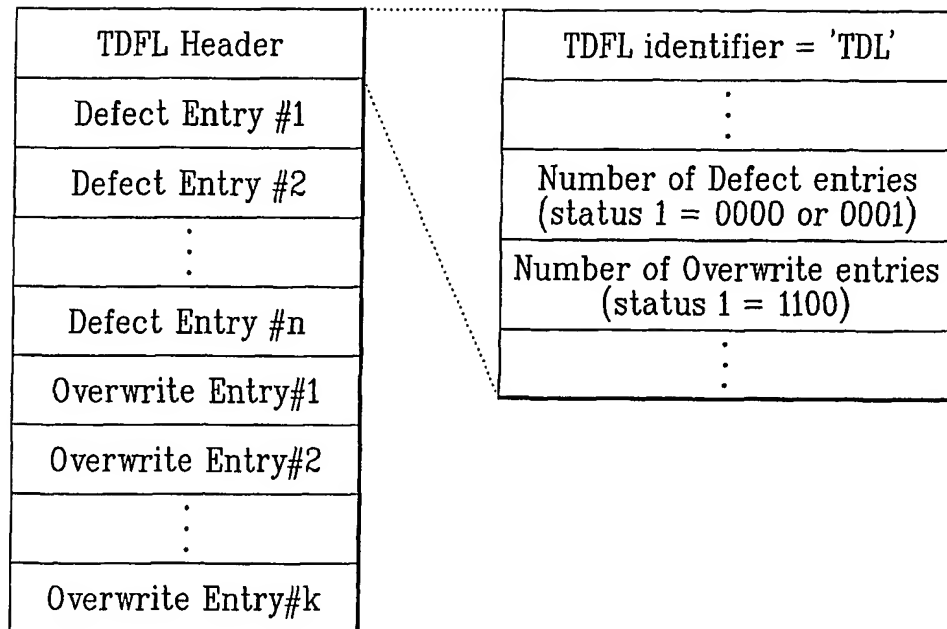 TDFL Header
Defect Entry #1
Defect Entry #2
Defect Entry #n
Overwrite Entry#1
Overwrite Entry#2
Overwrite Entry#k
TDFL identifier = 'TDL'
Number of Defect entries
(status 1 = 0000 or 0001)
Number of Overwrite entries
(status 1 = 1100)